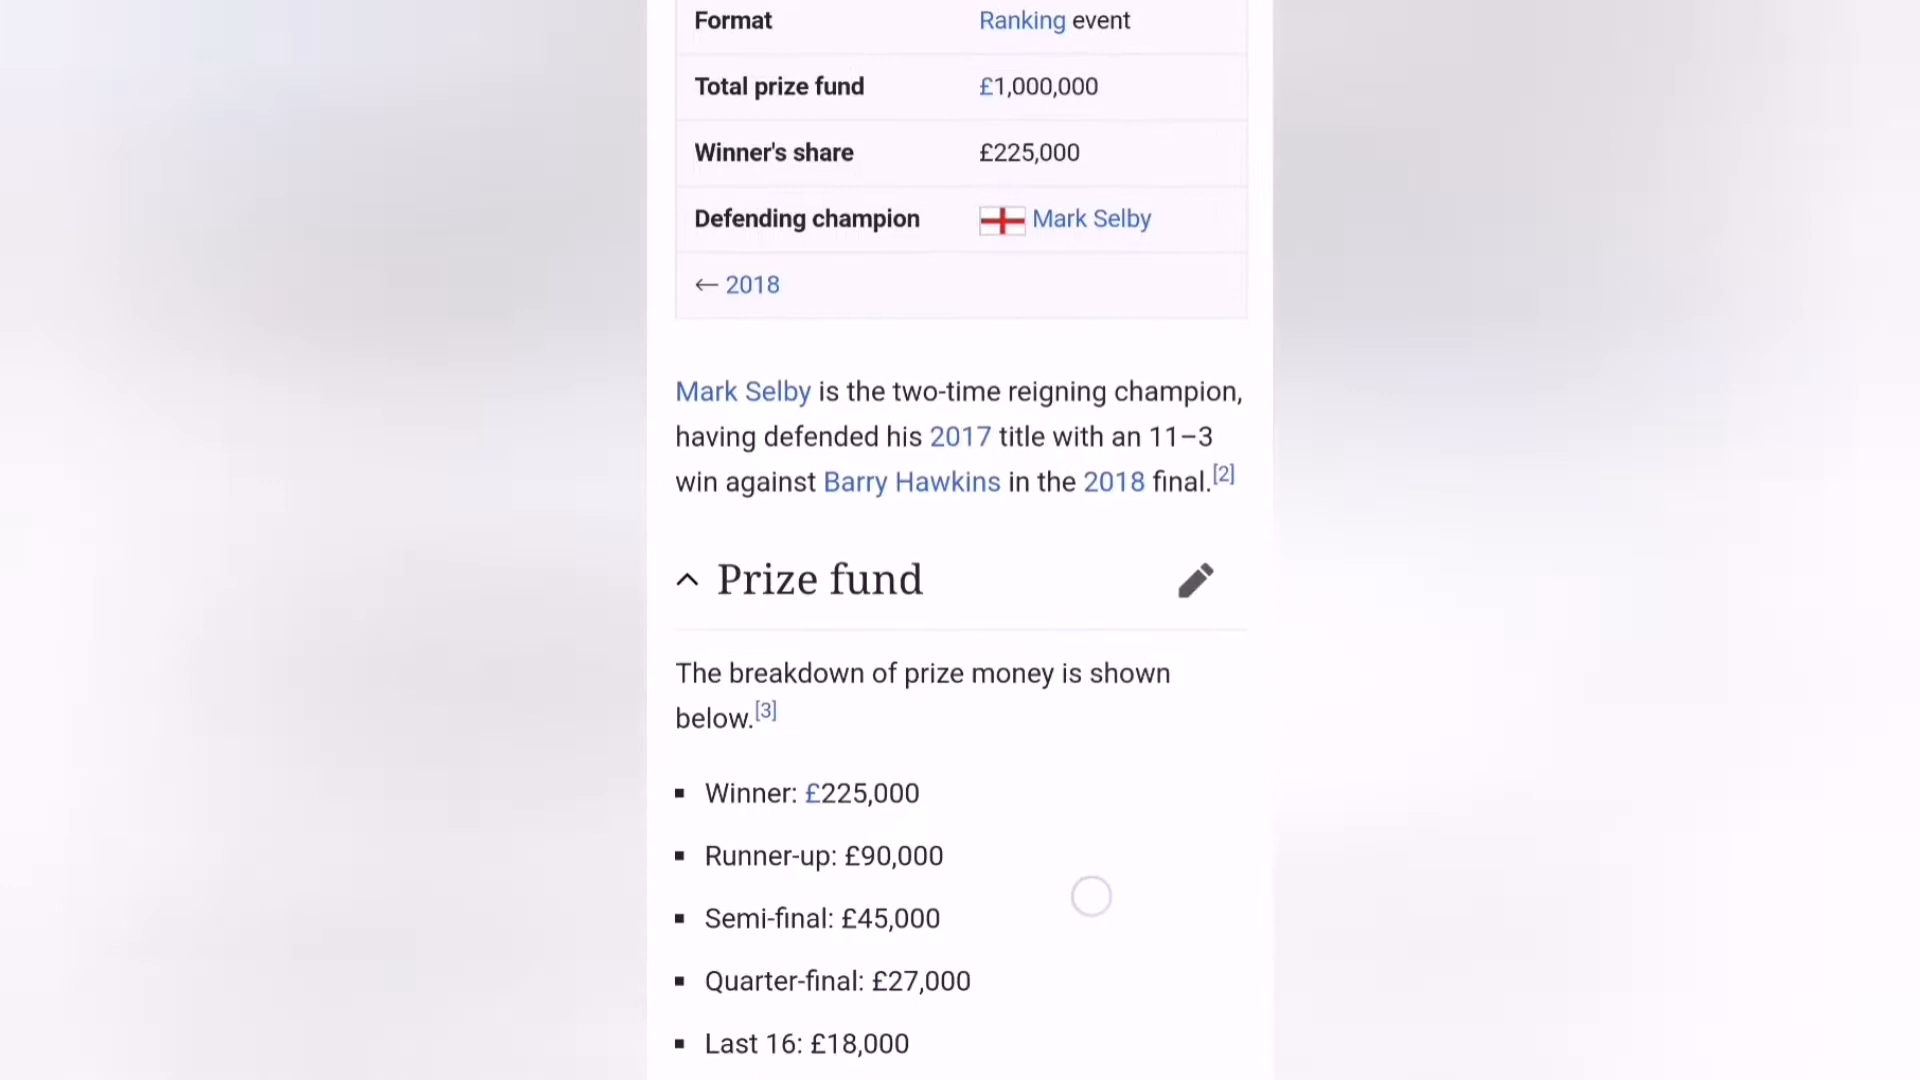 Format Ranking event
Total prize fund £1,000,000
Winner's share £225,000
Defending champion Mark Selby
← 2018
Mark Selby is the two-time reigning champion,
having defended his 2017 title with an 11–3
win against Barry Hawkins in the 2018 final.[2]
Prize fund
The breakdown of prize money is shown
below.[3]
▪ Winner: £225,000
▪ Runner-up: £90,000
▪ Semi-final: £45,000
▪ Quarter-final: £27,000
▪ Last 16: £18,000